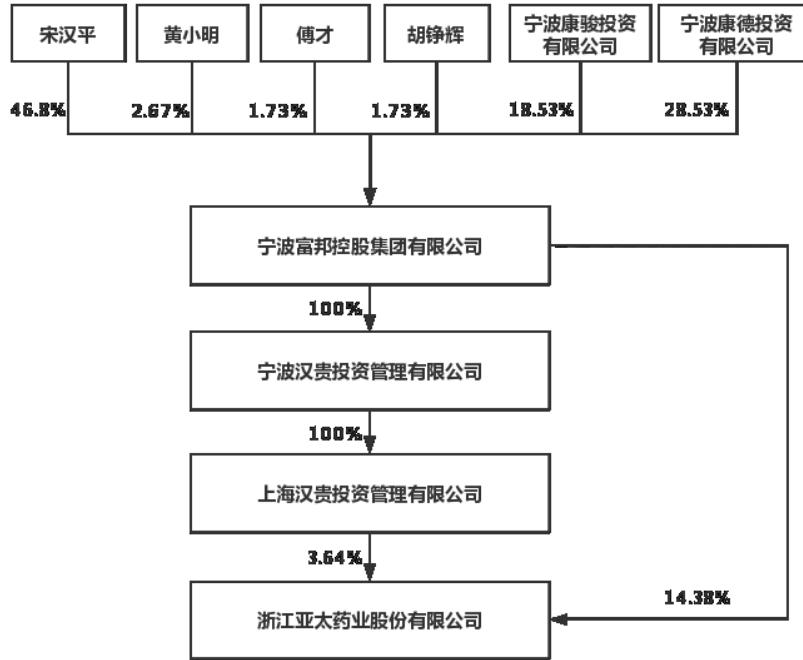 宋汉平
黄小明
傅才
胡铮辉
宁波康骏投资
有限公司
宁波康德投资
有限公司
46.8%
2.67%
1.73%
1.73%
18.53%
28.53%
宁波富邦控股集团有限公司
100%
宁波汉贵投资管理有限公司
100%
上海汉贵投资管理有限公司
3.64%
14.38%
浙江亚太药业股份有限公司